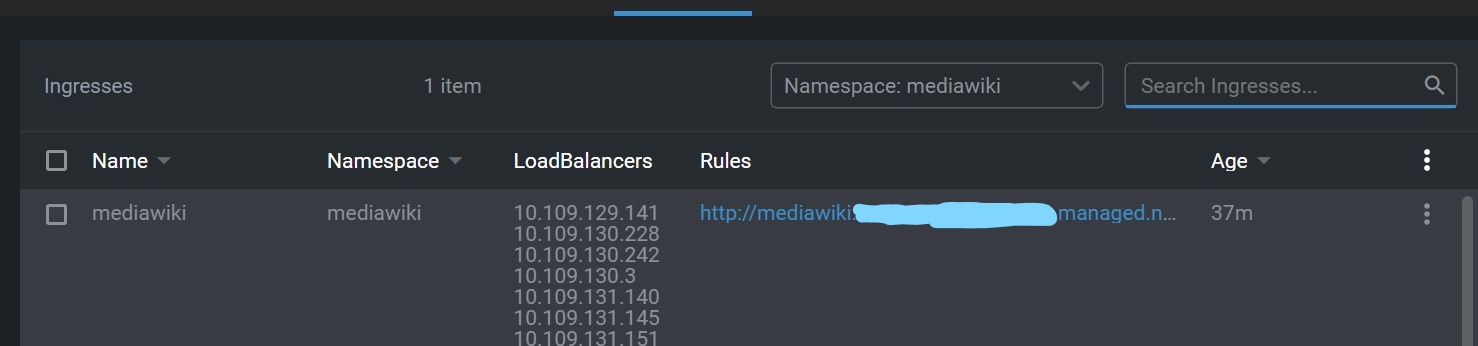 Ingresses 1 item Namespace: mediawiki Search Ingresses...
Name Namespace LoadBalancers Rules Age
mediawiki mediawiki 10.109.129.141 http://mediawiki. managed.n... 37m
10.109.130.228
10.109.130.242
10.109.130.3
10.109.131.140
10.109.131.145
10.109.131.151